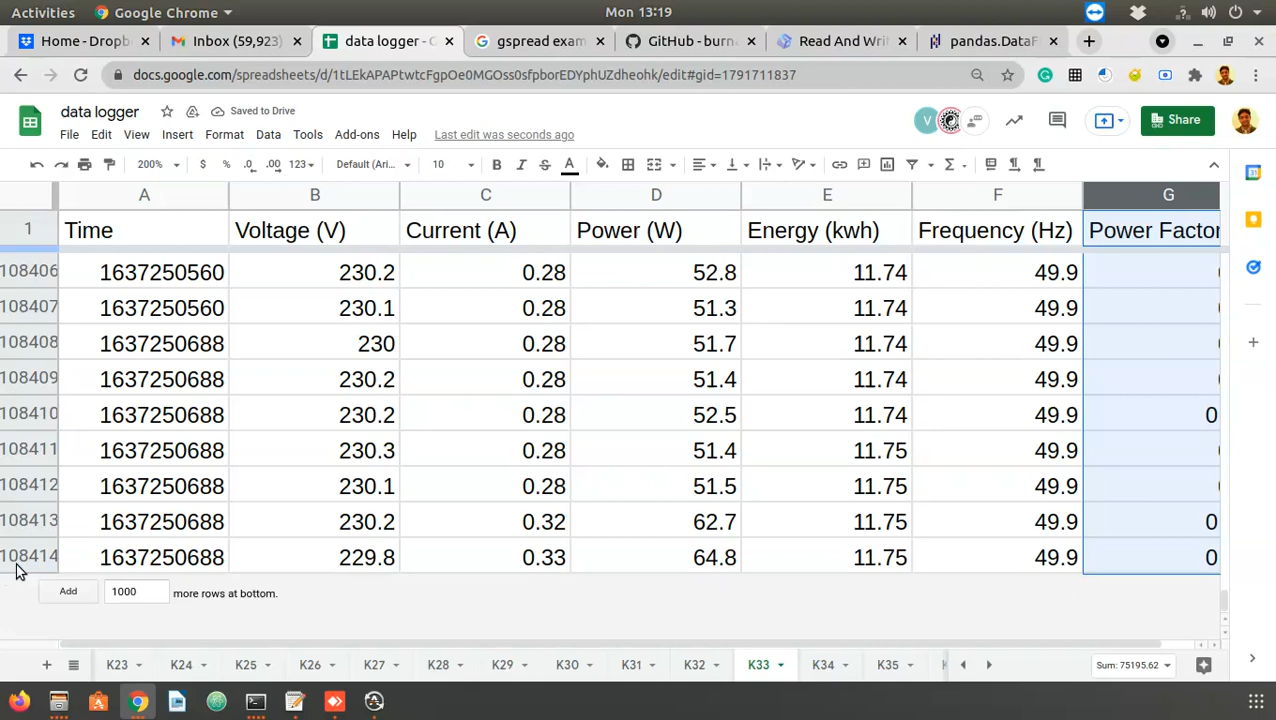 Activities Google Chrome Mon 13:19
Home - Dropb Inbox (59,923) data logger - G gspread exam GitHub - burn Read And Writ pandas.DataF
docs.google.com/spreadsheets/d/1tLEkAPAPtwtcFgpOe0MGOss0sfpborEDYphUZdheohk/edit#gid=1791711837
data logger Saved to Drive
File Edit View Insert Format Data Tools Add-ons Help Last edit was seconds ago
V Share
200% $ % .0 .00 123 Default (Ari... 10 B I S A
A B C D E F G
1 Time Voltage (V) Current (A) Power (W) Energy (kwh) Frequency (Hz) Power Factor
108406 1637250560 230.2 0.28 52.8 11.74 49.9
108407 1637250560 230.1 0.28 51.3 11.74 49.9
108408 1637250688 230 0.28 51.7 11.74 49.9
108409 1637250688 230.2 0.28 51.4 11.74 49.9
108410 1637250688 230.2 0.28 52.5 11.74 49.9 0
108411 1637250688 230.3 0.28 51.4 11.75 49.9
108412 1637250688 230.1 0.28 51.5 11.75 49.9
108413 1637250688 230.2 0.32 62.7 11.75 49.9 0
108414 1637250688 229.8 0.33 64.8 11.75 49.9 0
Add 1000 more rows at bottom.
K23 K24 K25 K26 K27 K28 K29 K30 K31 K32 K33 K34 K35 Sum: 75195.62